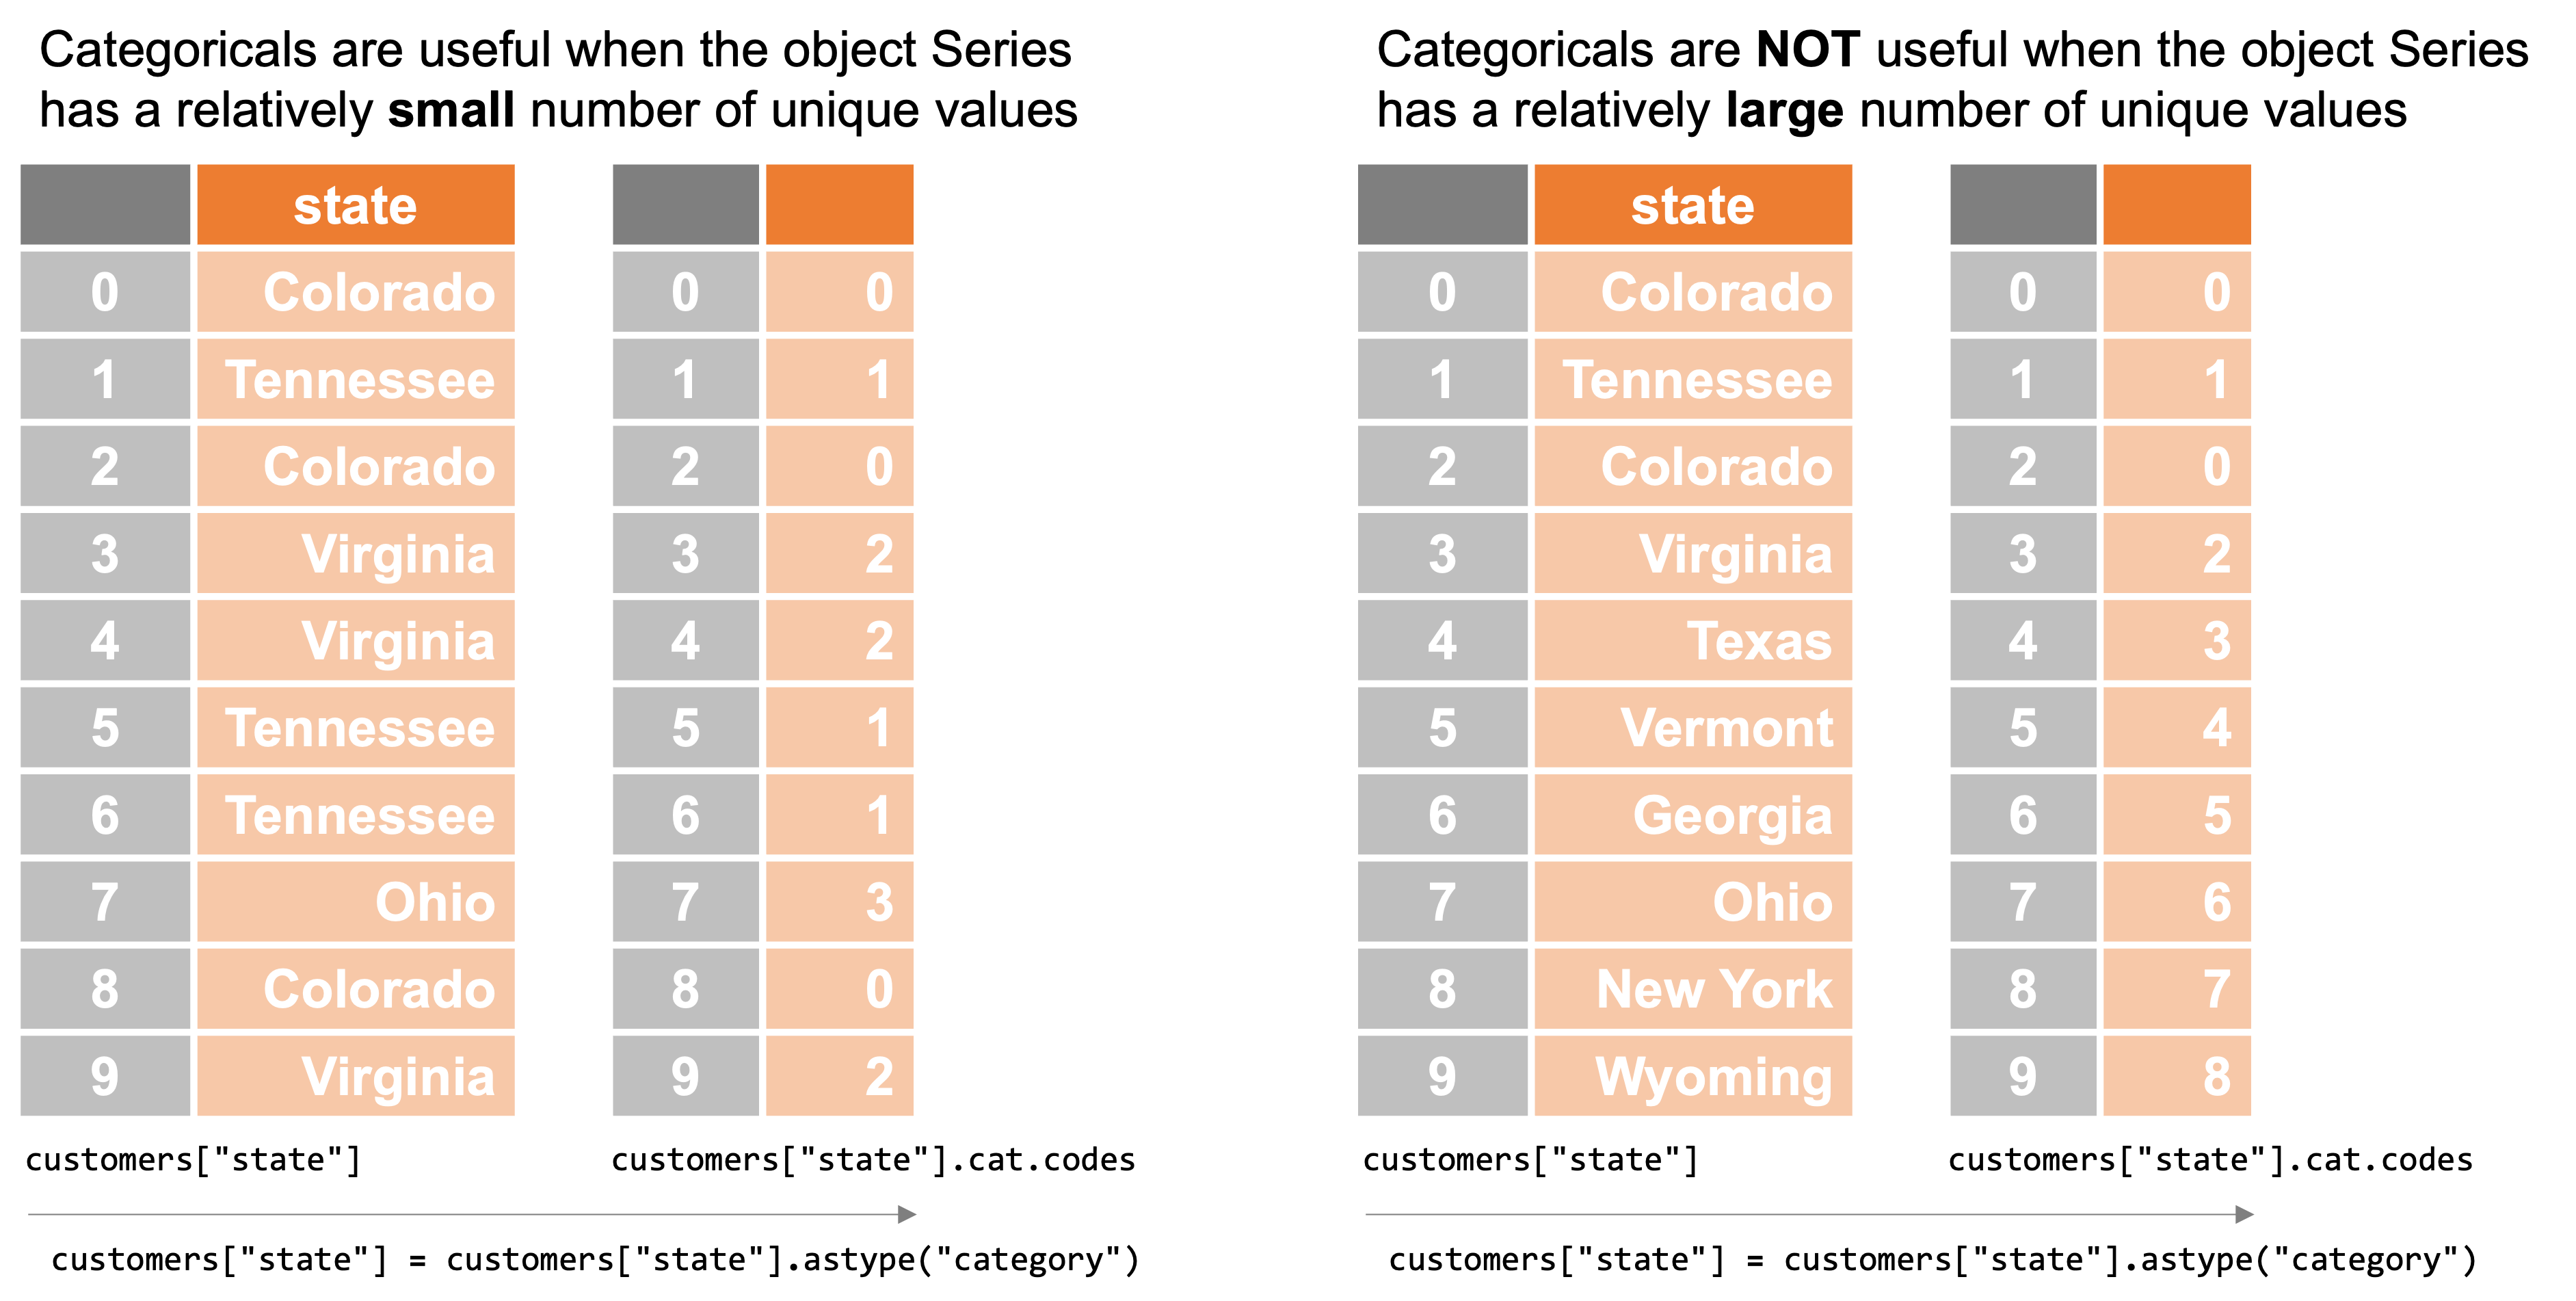 Categoricals are useful when the object Series
has a relatively small number of unique values
state
0 Colorado 0 0
1 Tennessee 1 1
2 Colorado 2 0
3 Virginia 3 2
4 Virginia 4 2
5 Tennessee 5 1
6 Tennessee 6 1
7 Ohio 7 3
8 Colorado 8 0
9 Virginia 9 2
customers["state"] customers["state"].cat.codes
customers["state"] = customers["state"].astype("category")
Categoricals are NOT useful when the object Series
has a relatively large number of unique values
state
0 Colorado 0 0
1 Tennessee 1 1
2 Colorado 2 0
3 Virginia 3 2
4 Texas 4 3
5 Vermont 5 4
6 Georgia 6 5
7 Ohio 7 6
8 New York 8 7
9 Wyoming 9 8
customers["state"] customers["state"].cat.codes
customers["state"] = customers["state"].astype("category")